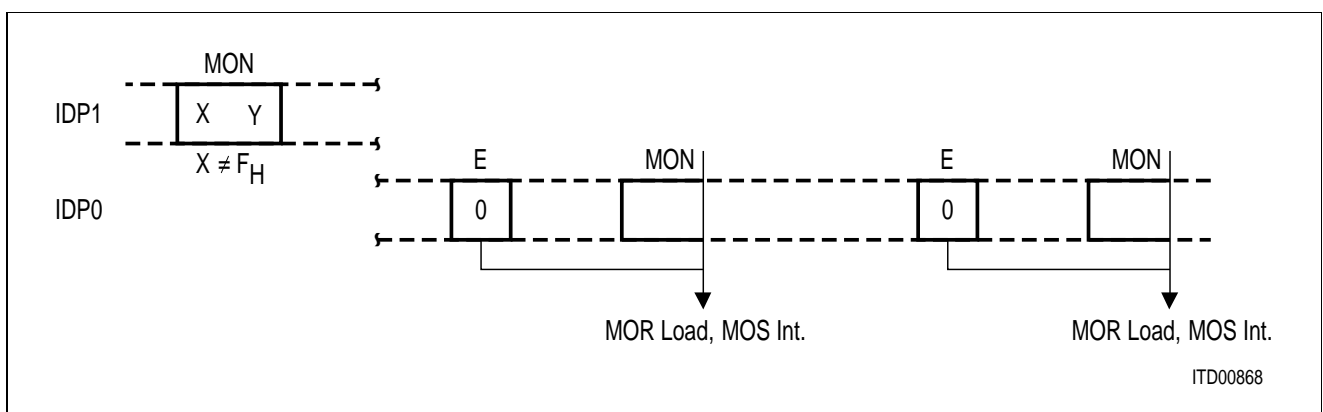 MON
IDP1
X Y
X ≠ FH
E MON E MON
IDP0
0 0
MOR Load, MOS Int. MOR Load, MOS Int.
ITD00868